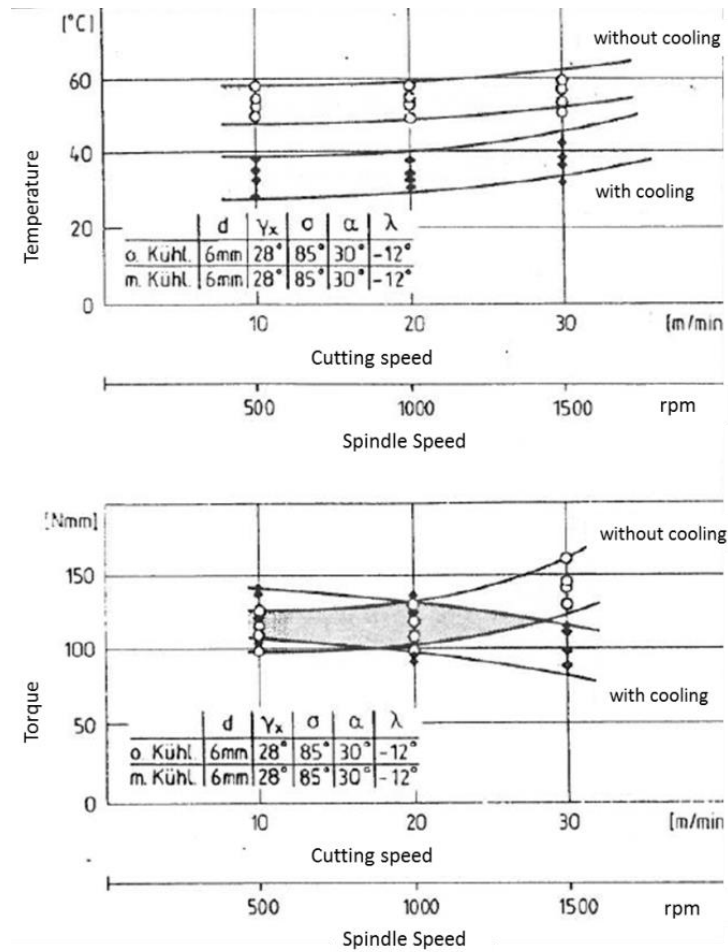 [°C]
without cooling
60
40
Temperature
with cooling
20
d γx σ α λ
o. Kühl. 6mm 28° 85° 30° -12°
m. Kühl. 6mm 28° 85° 30° -12°
0
10 20 30 [m/min
Cutting speed
500 1000 1500 rpm
Spindle Speed
[Nmm]
without cooling
150
100
Torque
with cooling
50
d γx σ α λ
o. Kühl. 6mm 28° 85° 30° -12°
m. Kühl. 6mm 28° 85° 30° -12°
0
10 20 30 [m/min
Cutting speed
500 1000 1500 rpm
Spindle Speed